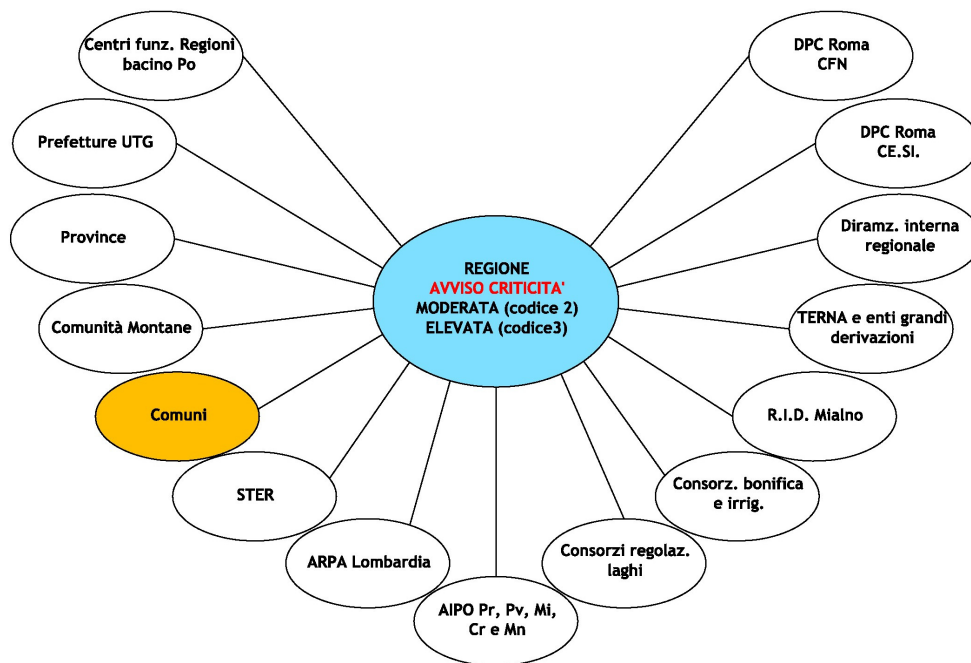 Centri funz. Regioni
bacino Po
DPC Roma
CFN
Prefetture UTG
DPC Roma
CE.SI.
Province
Diramz. interna
regionale
REGIONE
AVVISO CRITICITA'
MODERATA (codice 2)
ELEVATA (codice3)
Comunità Montane
TERNA e enti grandi
derivazioni
Comuni
R.I.D. Mialno
STER
Consorz. bonifica
e irrig.
ARPA Lombardia
Consorzi regolaz.
laghi
AIPO Pr, Pv, Mi,
Cr e Mn